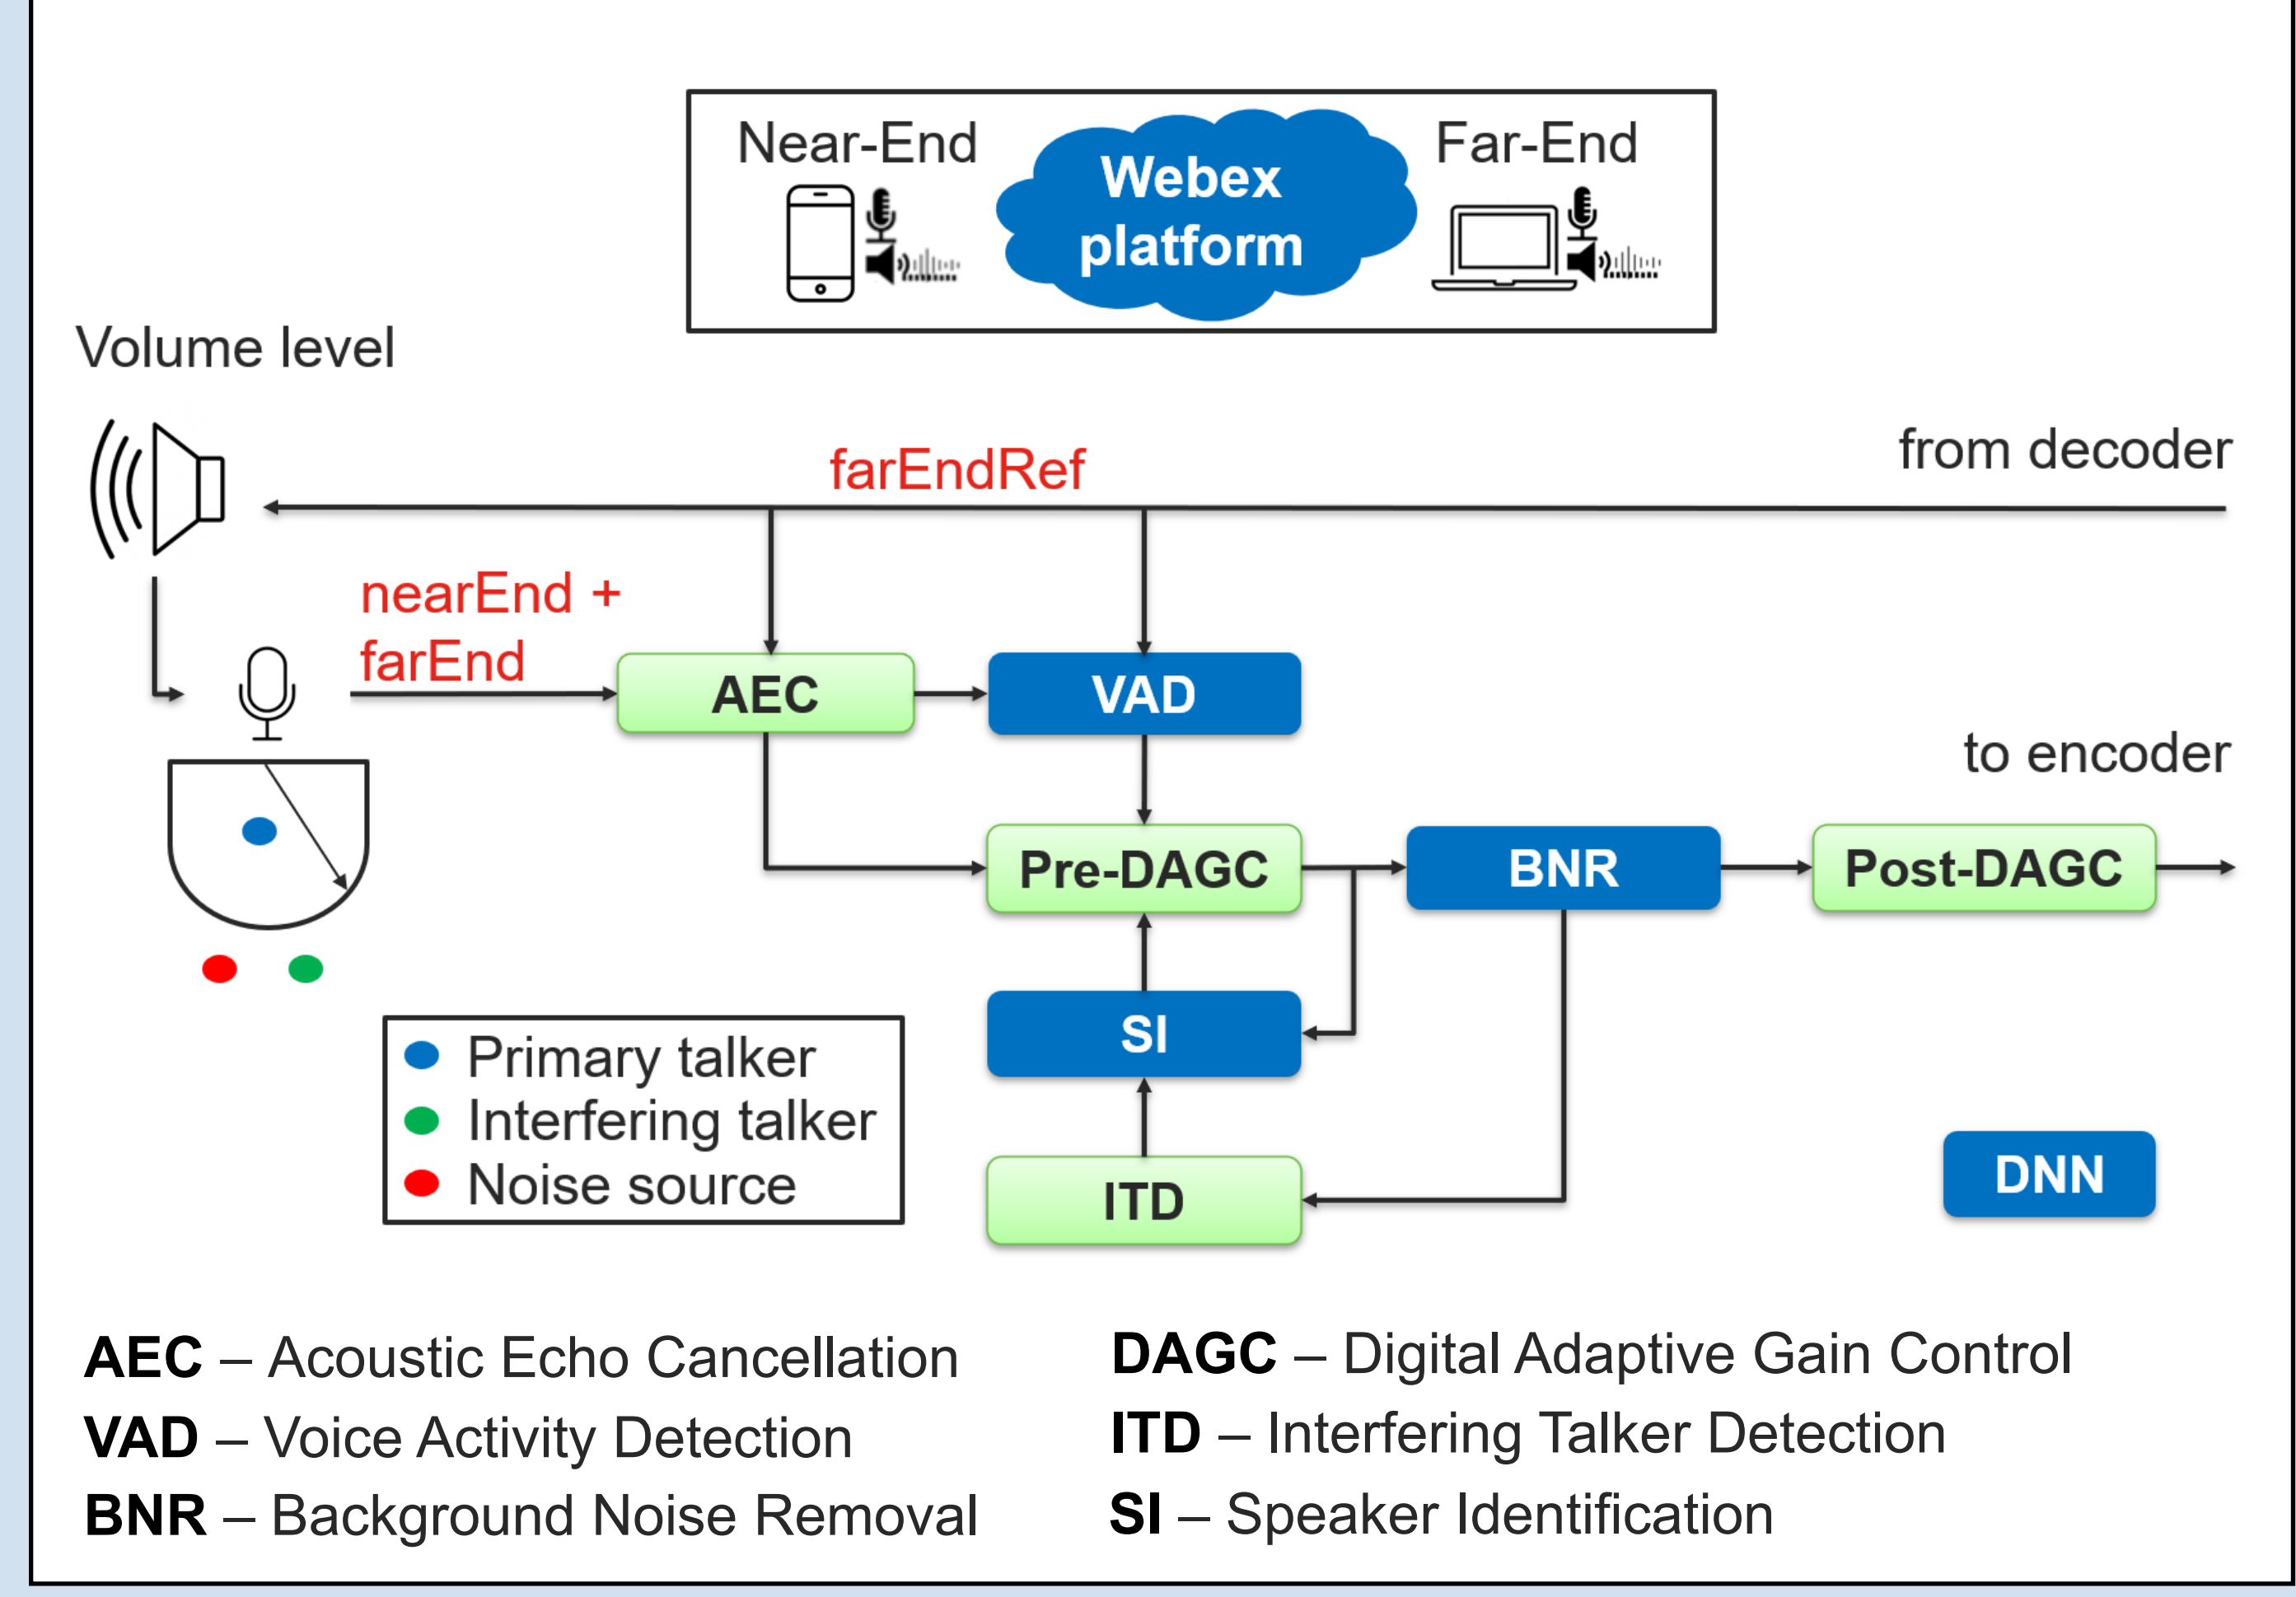 Near-End
Webex
platform
Far-End
Volume level
farEndRef
from decoder
nearEnd +
farEnd
AEC
VAD
to encoder
Pre-DAGC
BNR
Post-DAGC
SI
Primary talker
Interfering talker
Noise source
ITD
DNN
AEC – Acoustic Echo Cancellation
VAD – Voice Activity Detection
BNR – Background Noise Removal
DAGC – Digital Adaptive Gain Control
ITD – Interfering Talker Detection
SI – Speaker Identification